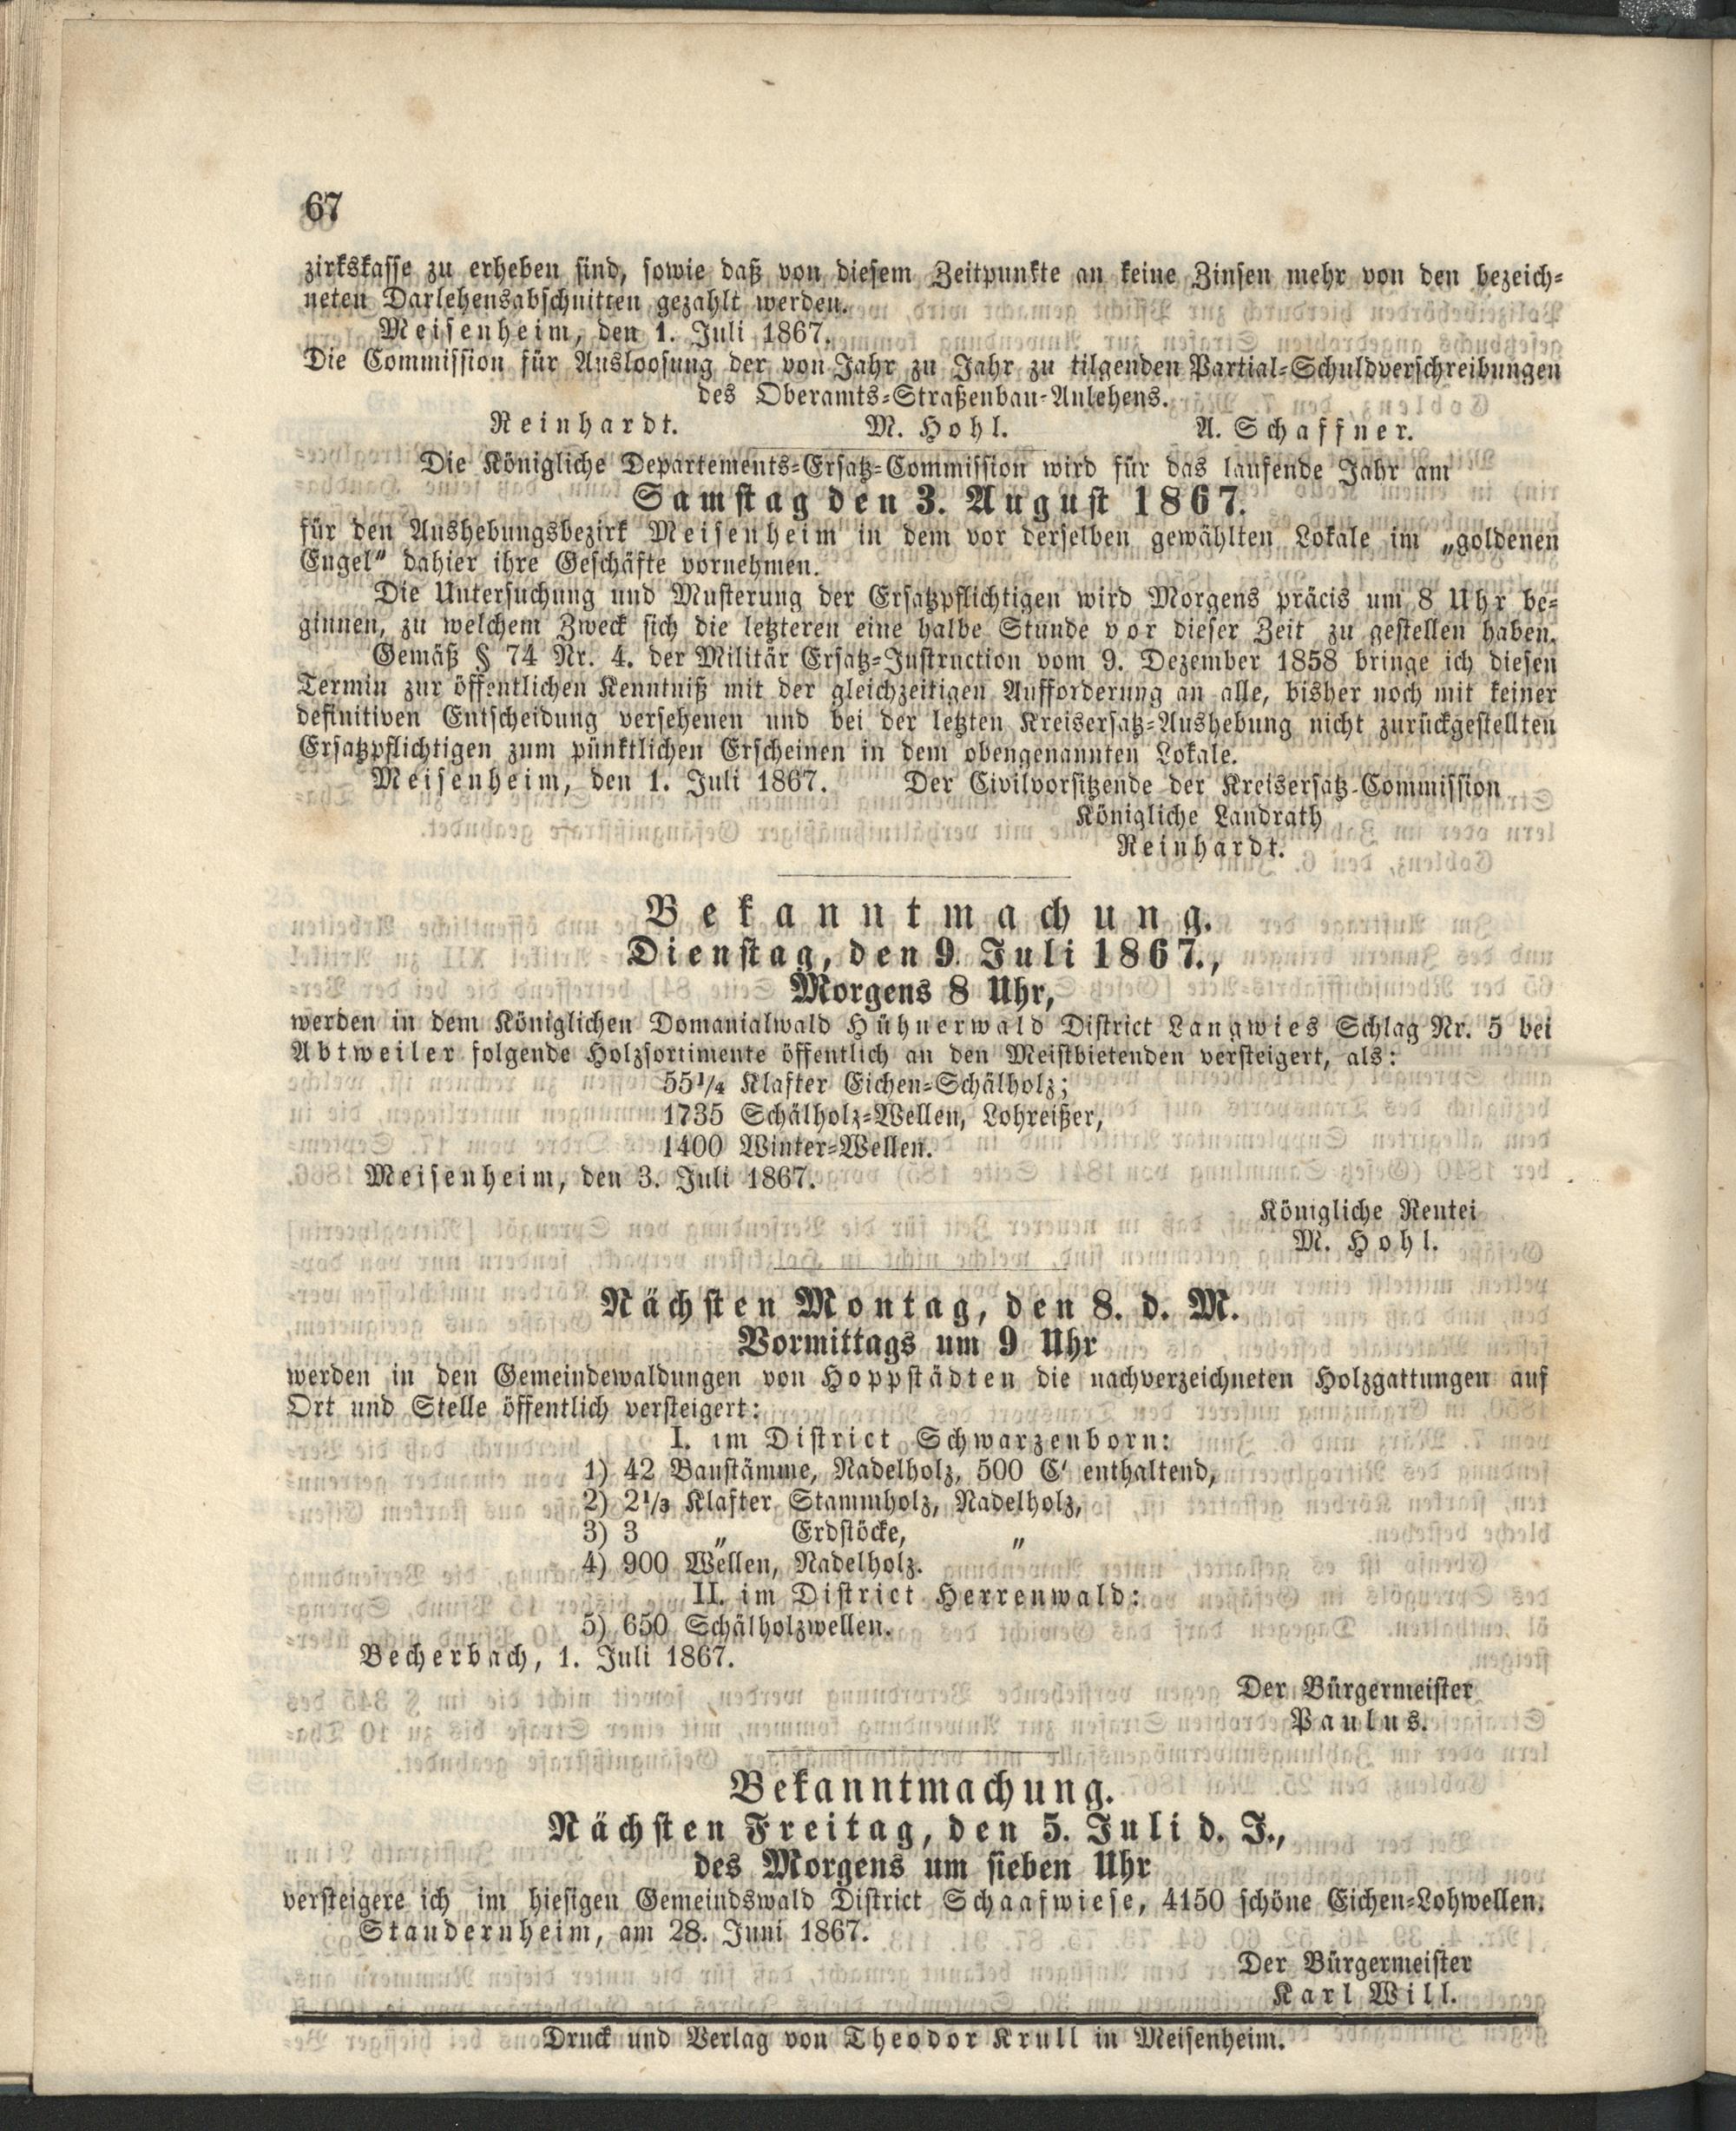 67
zirkskasse zu erheben sind, sowie daß von diesem Zeitpunkte an keine Zinsen mehr von den bezeich-
neten Darlehensabschnitten gezahlt werden.
Meisenheim, den 1. Juli 1867.
Die Commission für Ausloosung der von Jahr zu Jahr zu tilgenden Partial-Schuldverschreibungen
des Oberamts-Straßenbau-Anlehens.
Reinhardt. M. Hohl. A. Schaffner.
Die Königliche Departements-Ersatz-Commission wird für das laufende Jahr am
Samstag den 3. August 1867.
für den Aushebungsbezirk Meisenheim in dem vor derselben gewählten Lokale im „goldenen
Engel“ dahier ihre Geschäfte vornehmen.
Die Untersuchung und Musterung der Ersatzpflichtigen wird Morgens präcis um 8 Uhr be-
ginnen, zu welchem Zweck sich die letzteren eine halbe Stunde vor dieser Zeit zu gestellen haben.
Gemäß § 74 Nr. 4. der Militär Ersatz-Instruction vom 9. Dezember 1858 bringe ich diesen
Termin zur öffentlichen Kenntniß mit der gleichzeitigen Aufforderung an alle, bisher noch mit keiner
definitiven Entscheidung versehenen und bei der letzten Kreisersatz-Aushebung nicht zurückgestellten
Ersatzpflichtigen zum pünktlichen Erscheinen in dem obengenannten Lokale.
Meisenheim, den 1. Juli 1867. Der Civilvorsitzende der Kreisersatz-Commission
Königliche Landrath
Reinhardt.
Bekanntmachung.
Dienstag, den 9. Juli 1867.,
Morgens 8 Uhr,
werden in dem Königlichen Domanialwald Hühnerwald District Langwies Schlag Nr. 5 bei
Abtweiler folgende Holzsortimente öffentlich an den Meistbietenden versteigert, als:
55¼ Klafter Eichen-Schälholz;
1735 Schälholz-Wellen, Lohreißer,
1400 Winter-Wellen.
Meisenheim, den 3. Juli 1867.
Königliche Rentei
M. Hohl.
Nächsten Montag, den 8. d. M.
Vormittags um 9 Uhr
werden in den Gemeindewaldungen von Hoppstädten die nachverzeichneten Holzgattungen auf
Ort und Stelle öffentlich versteigert:
I. im District Schwarzenborn:
1) 42 Baustämme, Nadelholz, 500 C' enthaltend,
2) 2⅓ Klafter Stammholz, Nadelholz,
3) 3 „ Erdstöcke, „
4) 900 Wellen, Nadelholz.
II. im District Herrenwald:
5) 650 Schälholzwellen.
Becherbach, 1. Juli 1867.
Der Bürgermeister
Paulus.
Bekanntmachung.
Nächsten Freitag, den 5. Juli d. J.,
des Morgens um sieben Uhr
versteigere ich im hiesigen Gemeindswald District Schaafwiese, 4150 schöne Eichen-Lohwellen.
Staudernheim, am 28. Juni 1867.
Der Bürgermeister
Karl Will.
Druck und Verlag von Theodor Krull in Meisenheim.